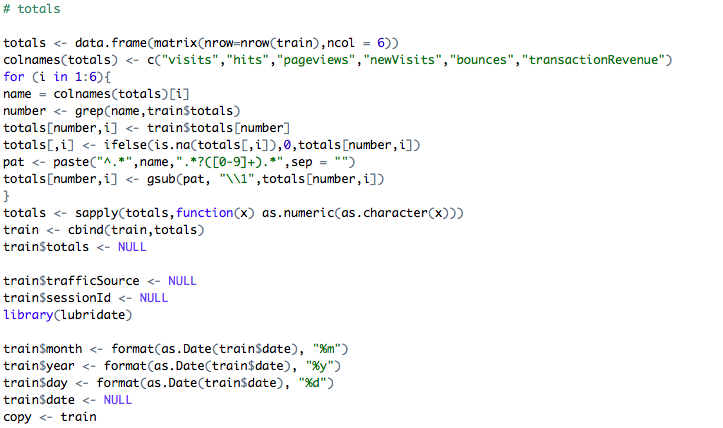 # totals
totals <- data.frame(matrix(nrow=nrow(train),ncol = 6))
colnames(totals) <- c("visits","hits","pageviews","newVisits","bounces","transactionRevenue")
for (i in 1:6){
name = colnames(totals)[i]
number <- grep(name,train$totals)
totals[number,i] <- train$totals[number]
totals[,i] <- ifelse(is.na(totals[,i]),0,totals[number,i])
pat <- paste("^.*",name,".*?([0-9]+).*",sep = "")
totals[number,i] <- gsub(pat, "\\1",totals[number,i])
}
totals <- sapply(totals,function(x) as.numeric(as.character(x)))
train <- cbind(train,totals)
train$totals <- NULL
train$trafficSource <- NULL
train$sessionId <- NULL
library(lubridate)
train$month <- format(as.Date(train$date), "%m")
train$year <- format(as.Date(train$date), "%y")
train$day <- format(as.Date(train$date), "%d")
train$date <- NULL
copy <- train